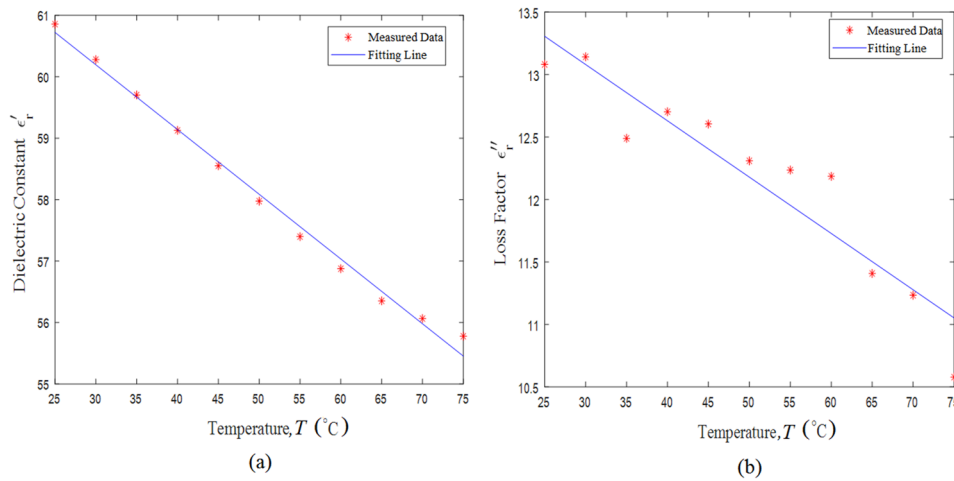 61
60
59
58
57
56
55
25 30 35 40 45 50 55 60 65 70 75
Dielectric Constant ϵ′r
Temperature, T (°C)
Measured Data
Fitting Line
(a)
13.5
13
12.5
12
11.5
11
10.5
25 30 35 40 45 50 55 60 65 70 75
Loss Factor ϵ″r
Temperature, T (°C)
Measured Data
Fitting Line
(b)